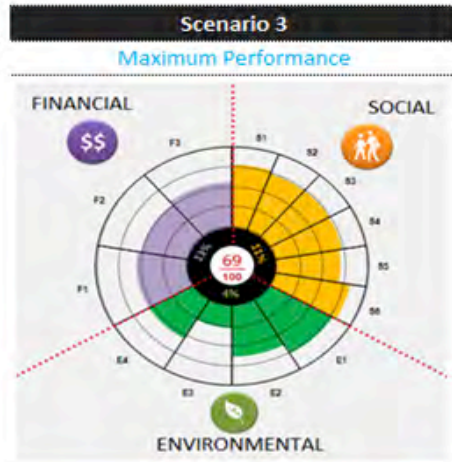 Scenario 3
Maximum Performance
FINANCIAL
SOCIAL
$$
F3
S1
S2
S3
F2
S4
F1
S5
S6
69
100
4%
E4
E1
E3
E2
ENVIRONMENTAL